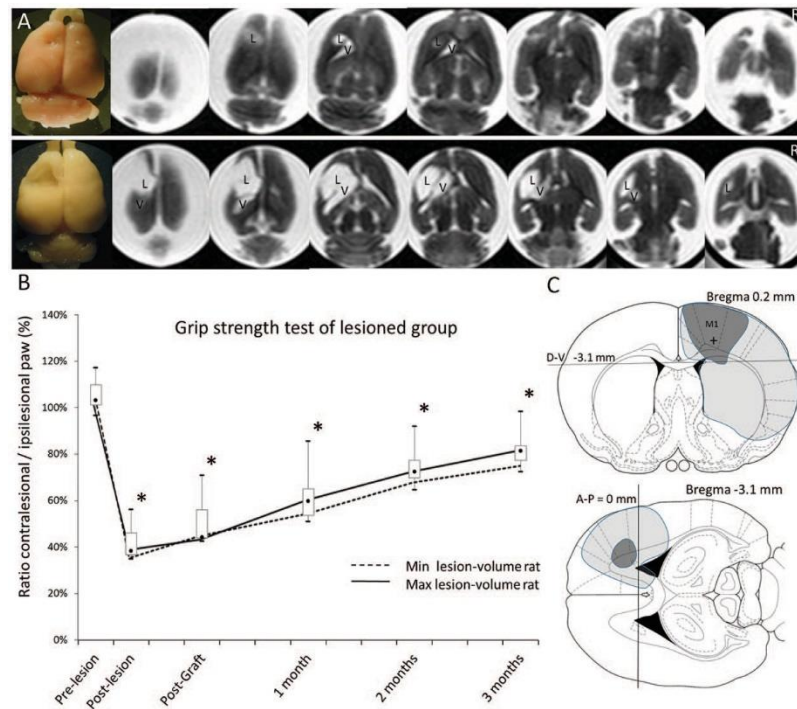 A
L
V
L
V
L
V
R
L
V
L
V
L
V
L
V
L
V
L
V
L
R
B
Grip strength test of lesioned group
Ratio contralesional / ipsilesional paw (%)
140%
120%
100%
80%
60%
40%
20%
0%
*
*
*
*
*
Min lesion-volume rat
Max lesion-volume rat
Pre-lesion
Post-lesion
Post-Graft
1 month
2 months
3 months
C
Bregma 0.2 mm
M1
+
D-V -3.1 mm
Bregma -3.1 mm
A-P = 0 mm